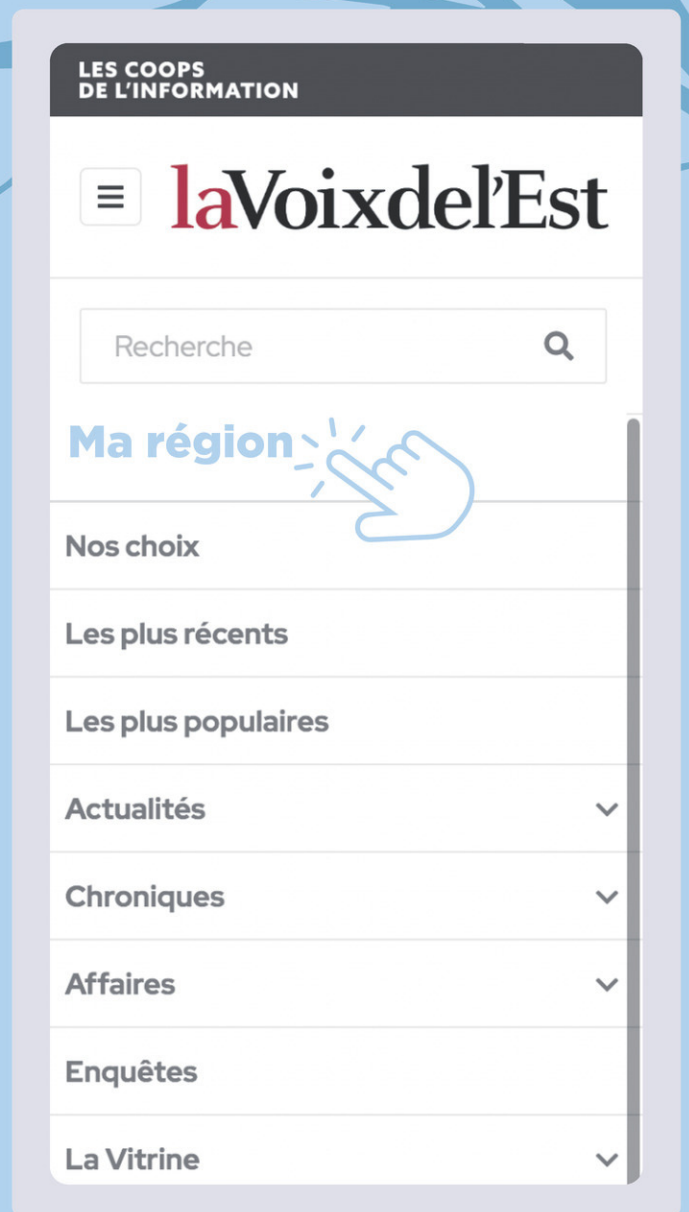 LES COOPS
DE L'INFORMATION
laVoixdel'Est
Recherche
Ma région
Nos choix
Les plus récents
Les plus populaires
Actualités
Chroniques
Affaires
Enquêtes
La Vitrine